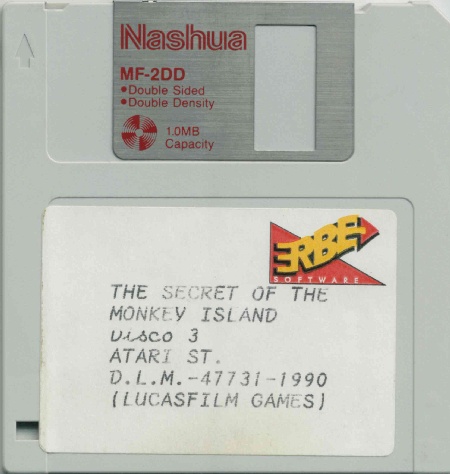 Nashua
MF-2DD
•Double Sided
•Double Density
1.0MB
Capacity
ERBE
SOFTWARE
THE SECRET OF THE
MONKEY ISLAND
Disco 3
ATARI ST.
D.L.M.-47731-1990
(LUCASFILM GAMES)